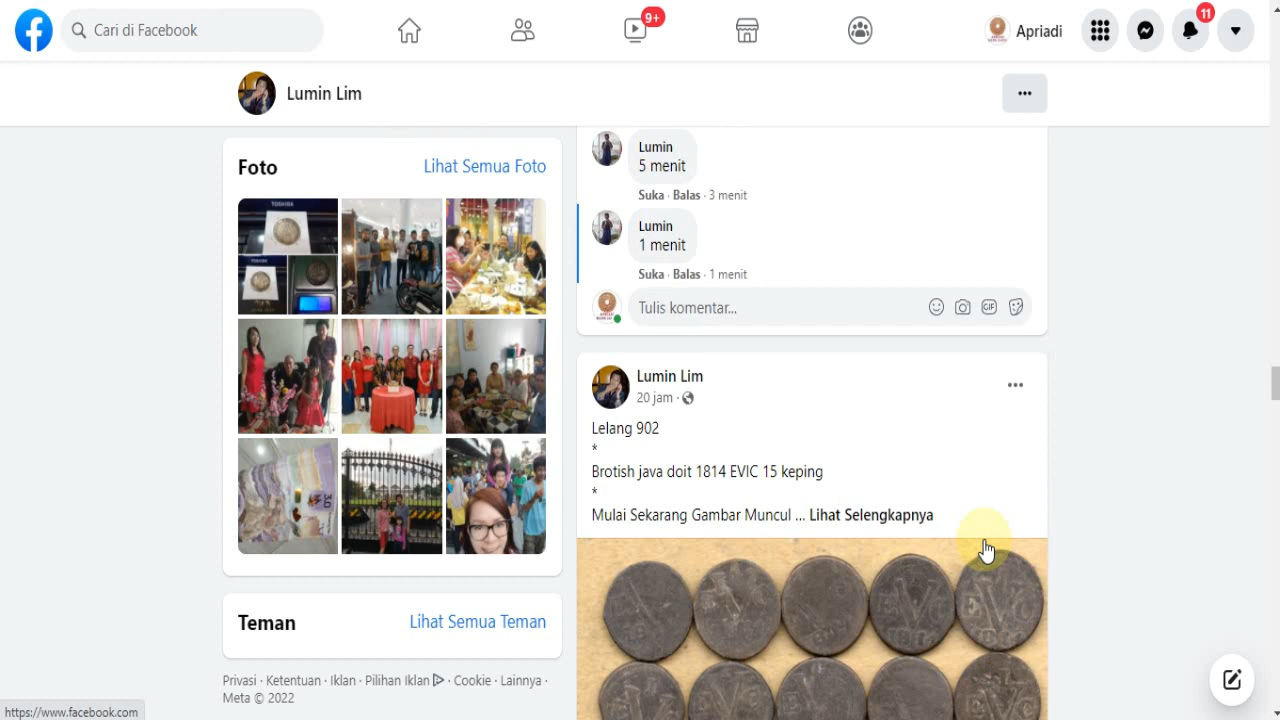 Cari di Facebook
9+
Apriadi
11
Lumin Lim
Foto
Lihat Semua Foto
TOSHIBA
Teman
Lihat Semua Teman
Privasi · Ketentuan · Iklan · Pilihan Iklan · Cookie · Lainnya ·
Meta © 2022
https://www.facebook.com
Lumin
5 menit
Suka · Balas · 3 menit
Lumin
1 menit
Suka · Balas · 1 menit
Tulis komentar...
GIF
Lumin Lim
20 jam ·
Lelang 902
*
Brotish java doit 1814 EVIC 15 keping
*
Mulai Sekarang Gambar Muncul ... Lihat Selengkapnya